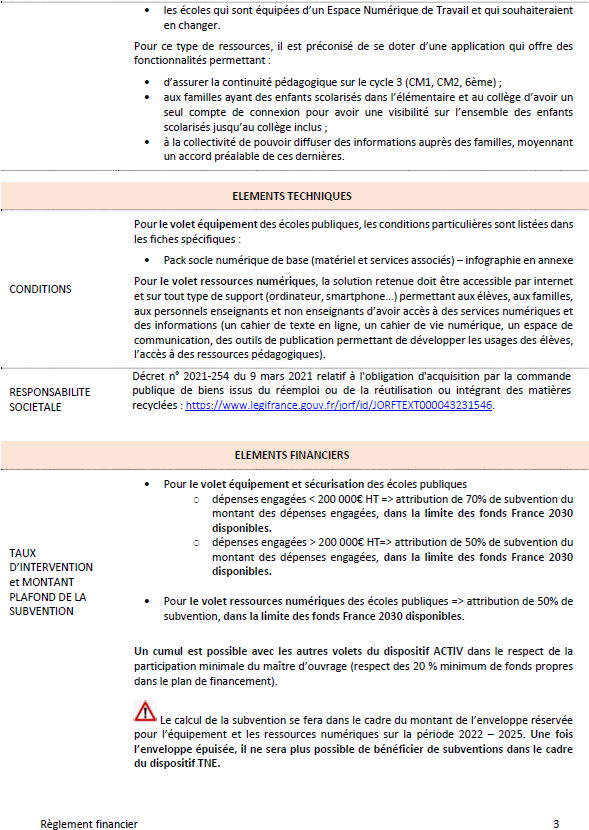 • les écoles qui sont équipées d'un Espace Numérique de Travail et qui souhaiteraient
en changer.
Pour ce type de ressources, il est préconisé de se doter d'une application qui offre des
fonctionnalités permettant :
• d'assurer la continuité pédagogique sur le cycle 3 (CM1, CM2, 6ème) ;
• aux familles ayant des enfants scolarisés dans l'élémentaire et au collège d'avoir un
seul compte de connexion pour avoir une visibilité sur l'ensemble des enfants
scolarisés jusqu'au collège inclus ;
• à la collectivité de pouvoir diffuser des informations auprès des familles, moyennant
un accord préalable de ces dernières.
ELEMENTS TECHNIQUES
CONDITIONS
Pour le volet équipement des écoles publiques, les conditions particulières sont listées dans
les fiches spécifiques :
• Pack socle numérique de base (matériel et services associés) – infographie en annexe
Pour le volet ressources numériques, la solution retenue doit être accessible par internet
et sur tout type de support (ordinateur, smartphone…) permettant aux élèves, aux familles,
aux personnels enseignants et non enseignants d'avoir accès à des services numériques et
des informations (un cahier de texte en ligne, un cahier de vie numérique, un espace de
communication, des outils de publication permettant de développer les usages des élèves,
l'accès à des ressources pédagogiques).
RESPONSABILITE
SOCIETALE
Décret n° 2021-254 du 9 mars 2021 relatif à l'obligation d'acquisition par la commande
publique de biens issus du réemploi ou de la réutilisation ou intégrant des matières
recyclées : https://www.legifrance.gouv.fr/jorf/id/JORFTEXT000043231546.
ELEMENTS FINANCIERS
TAUX
D'INTERVENTION
et MONTANT
PLAFOND DE LA
SUBVENTION
• Pour le volet équipement et sécurisation des écoles publiques
o dépenses engagées < 200 000€ HT => attribution de 70% de subvention du
montant des dépenses engagées, dans la limite des fonds France 2030
disponibles.
o dépenses engagées > 200 000€ HT=> attribution de 50% de subvention du
montant des dépenses engagées, dans la limite des fonds France 2030
disponibles.
• Pour le volet ressources numériques des écoles publiques => attribution de 50% de
subvention, dans la limite des fonds France 2030 disponibles.
Un cumul est possible avec les autres volets du dispositif ACTIV dans le respect de la
participation minimale du maître d'ouvrage (respect des 20 % minimum de fonds propres
dans le plan de financement).
Le calcul de la subvention se fera dans le cadre du montant de l'enveloppe réservée
pour l'équipement et les ressources numériques sur la période 2022 – 2025. Une fois
l'enveloppe épuisée, il ne sera plus possible de bénéficier de subventions dans le cadre
du dispositif TNE.
Règlement financier 3